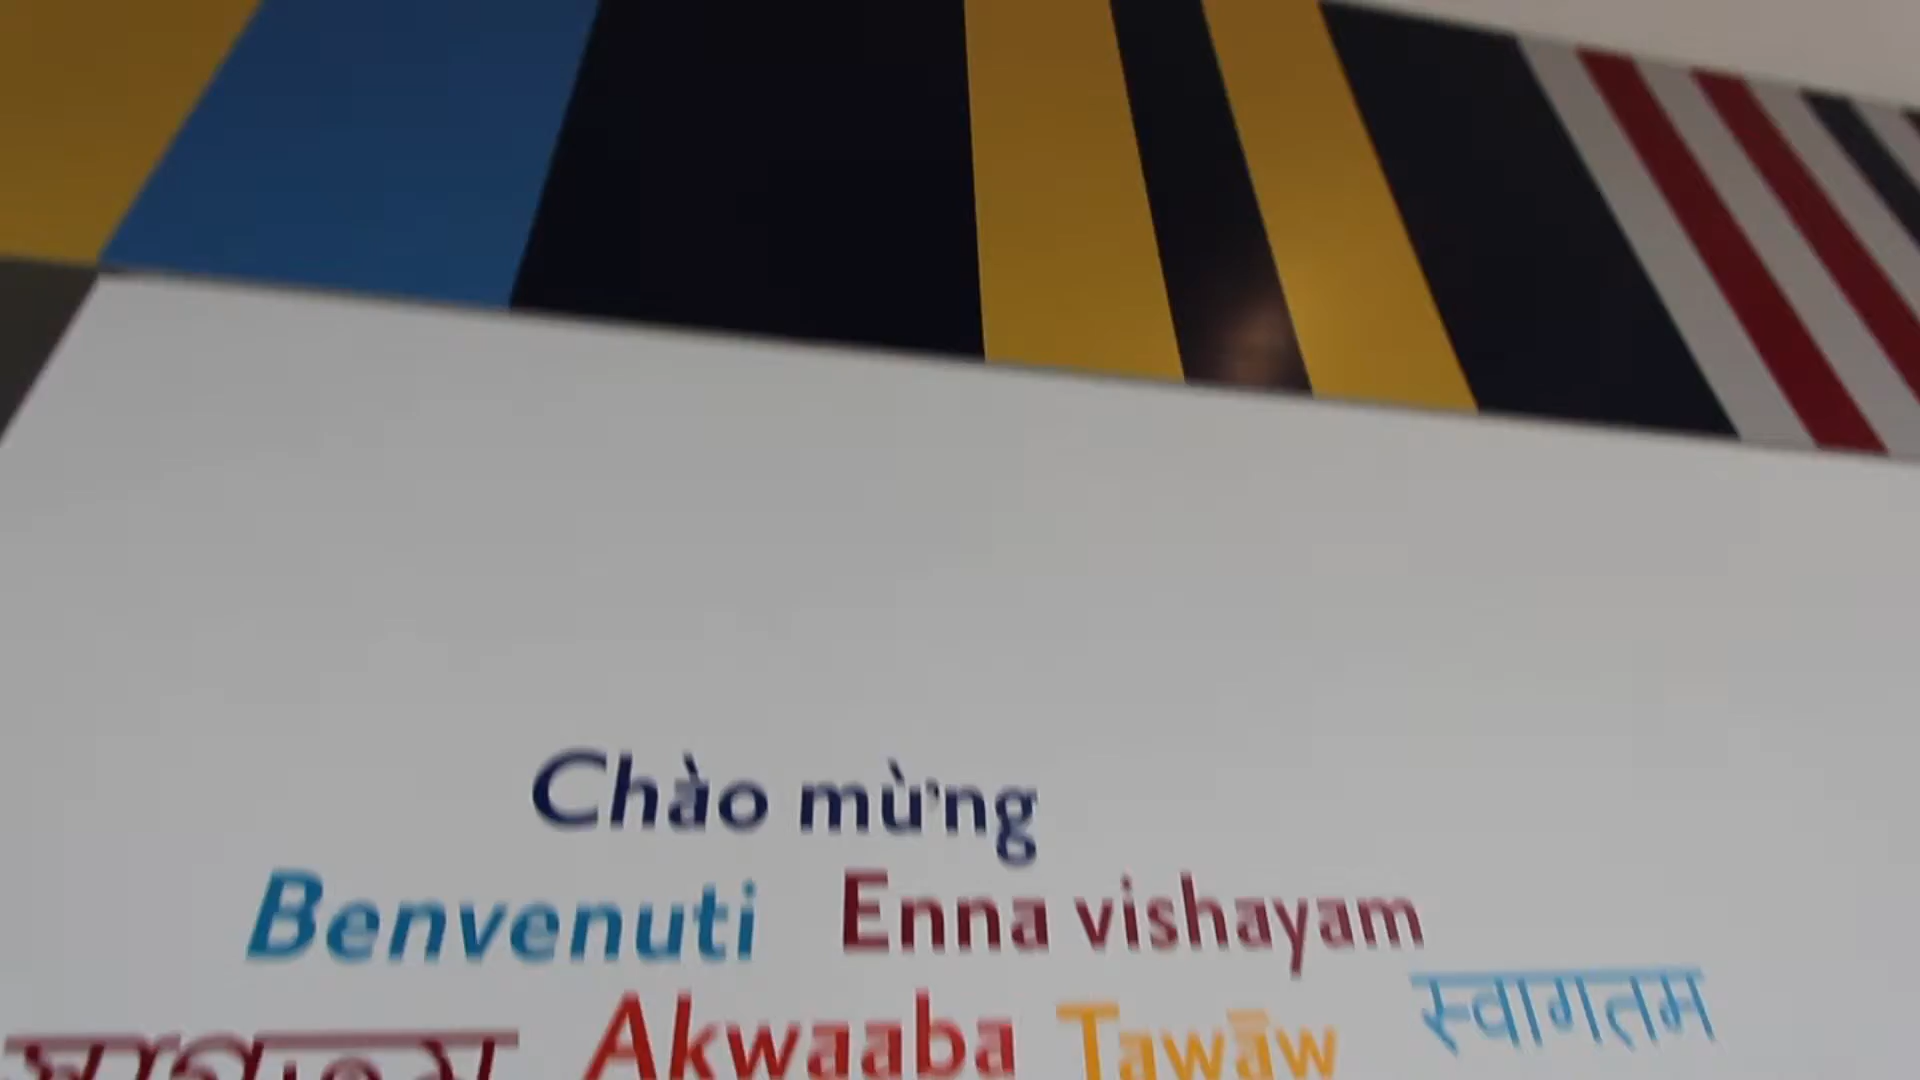 Chào mừng
Benvenuti Enna vishayam
Akwaaba Tawāw स्वागतम